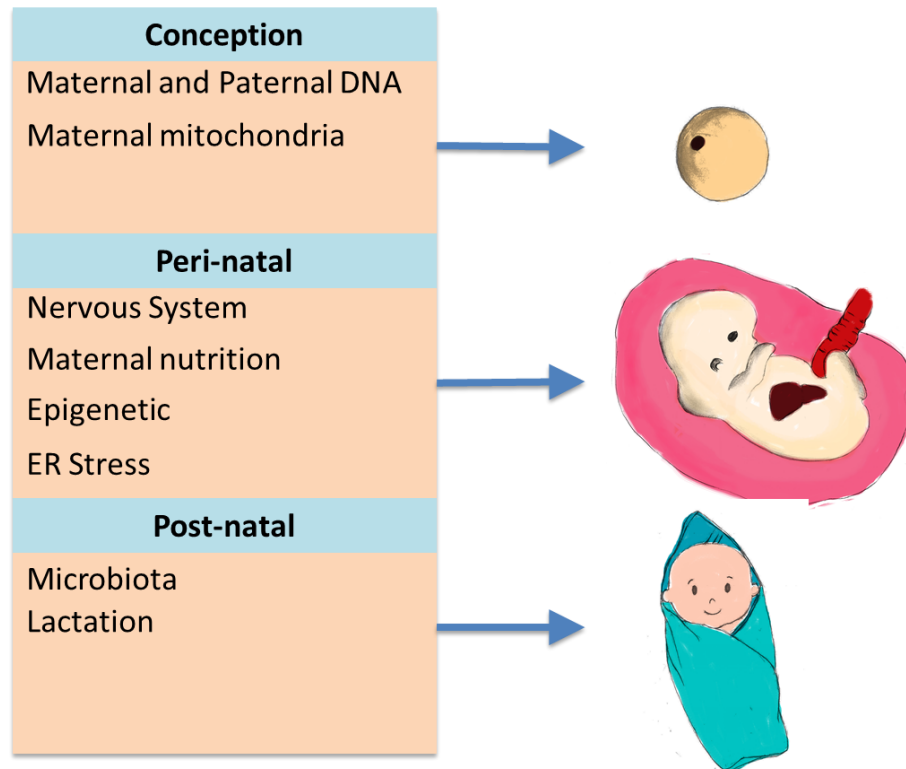 Conception
Maternal and Paternal DNA
Maternal mitochondria
Peri-natal
Nervous System
Maternal nutrition
Epigenetic
ER Stress
Post-natal
Microbiota
Lactation